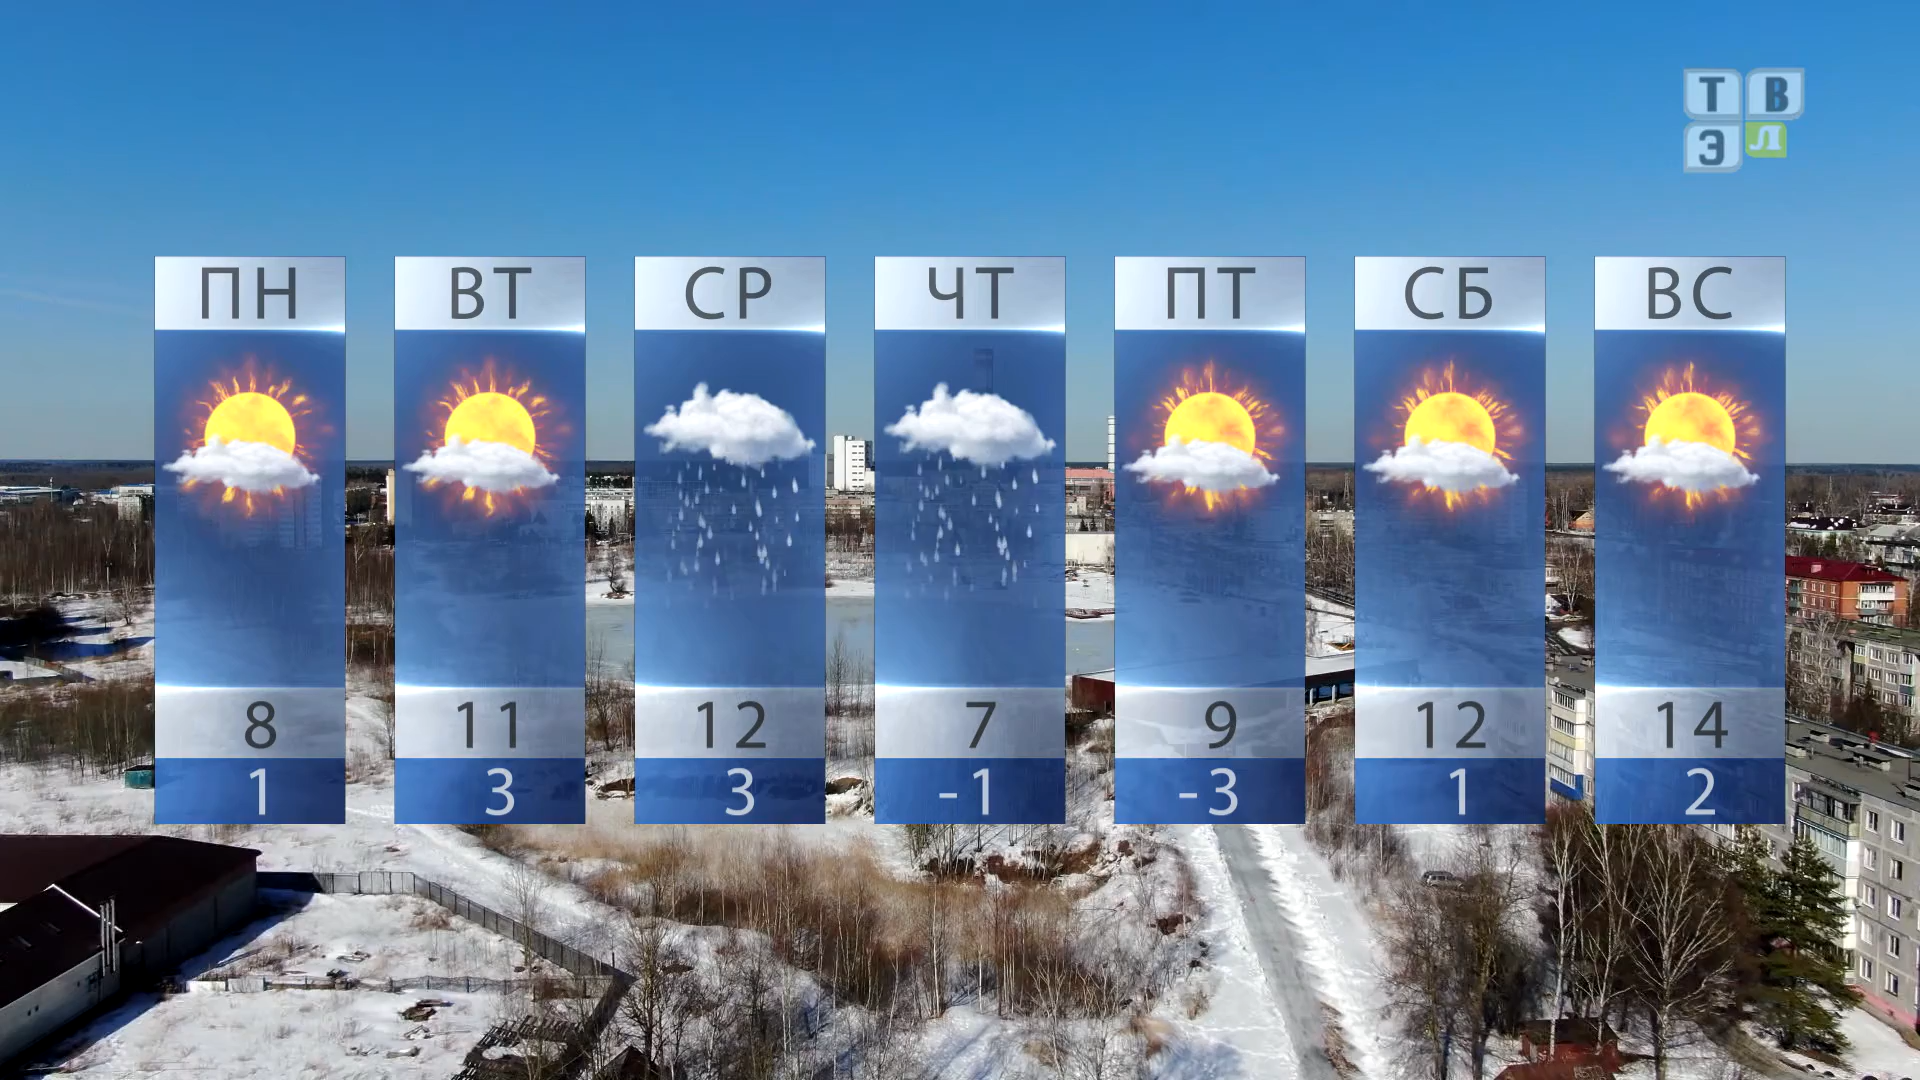 ТВ
ЭЛ
ПН ВТ СР ЧТ ПТ СБ ВС
8 11 12 7 9 12 14
1 3 3 -1 -3 1 2